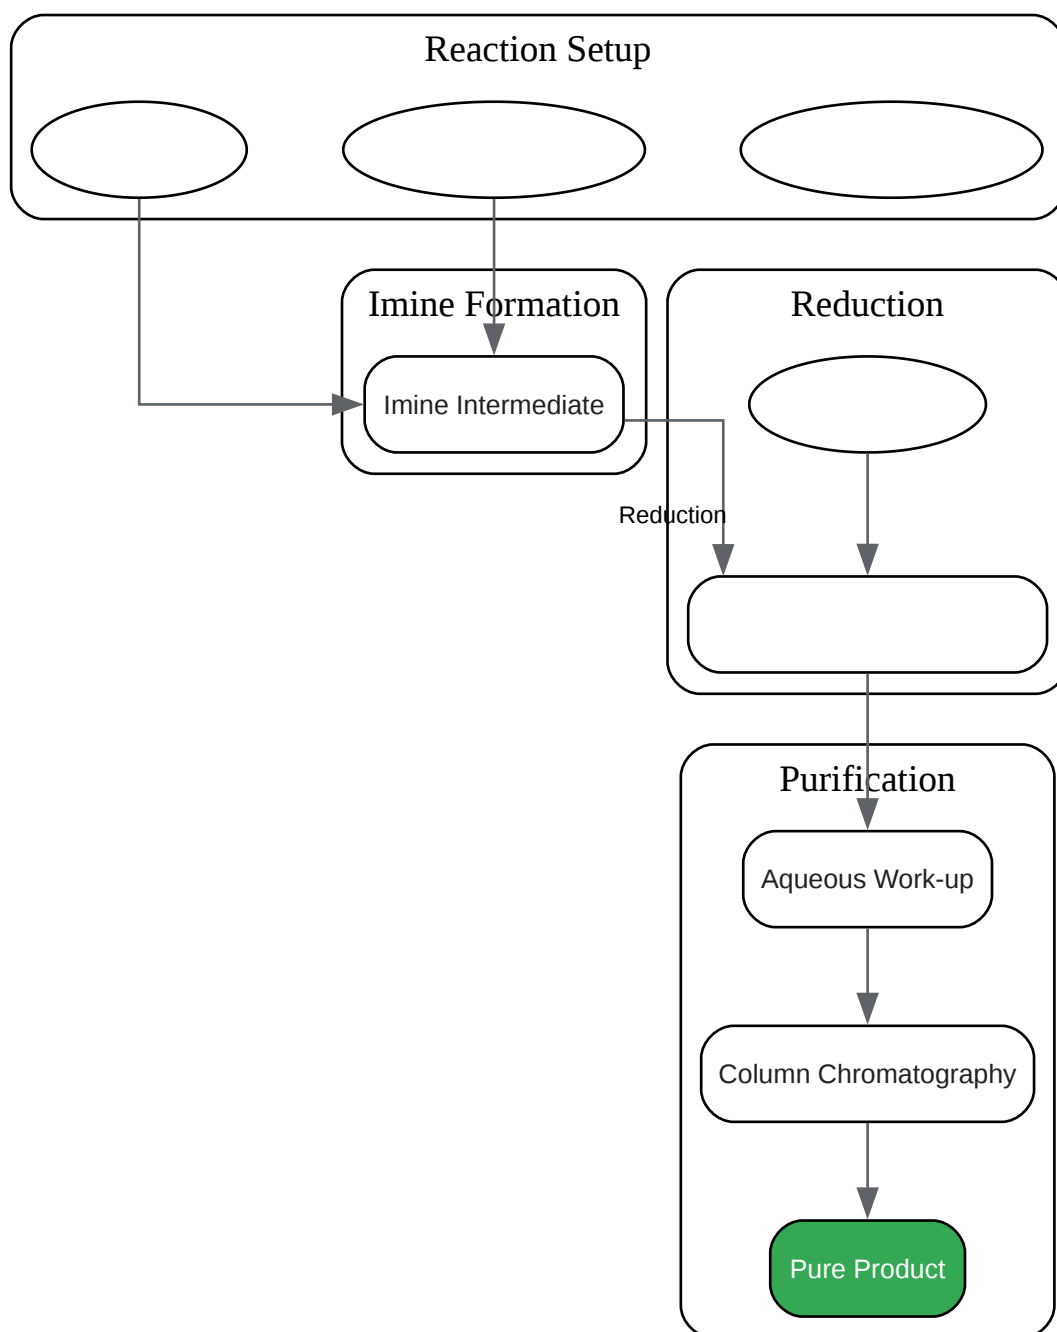 Reaction Setup
Imine Formation
Reduction
Imine Intermediate
Reduction
Purification
Aqueous Work-up
Column Chromatography
Pure Product